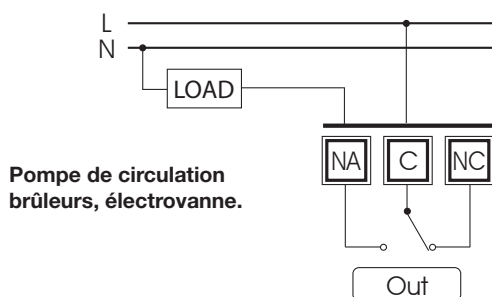 L
N
LOAD
NA C NC
Pompe de circulation
brûleurs, électrovanne.
Out